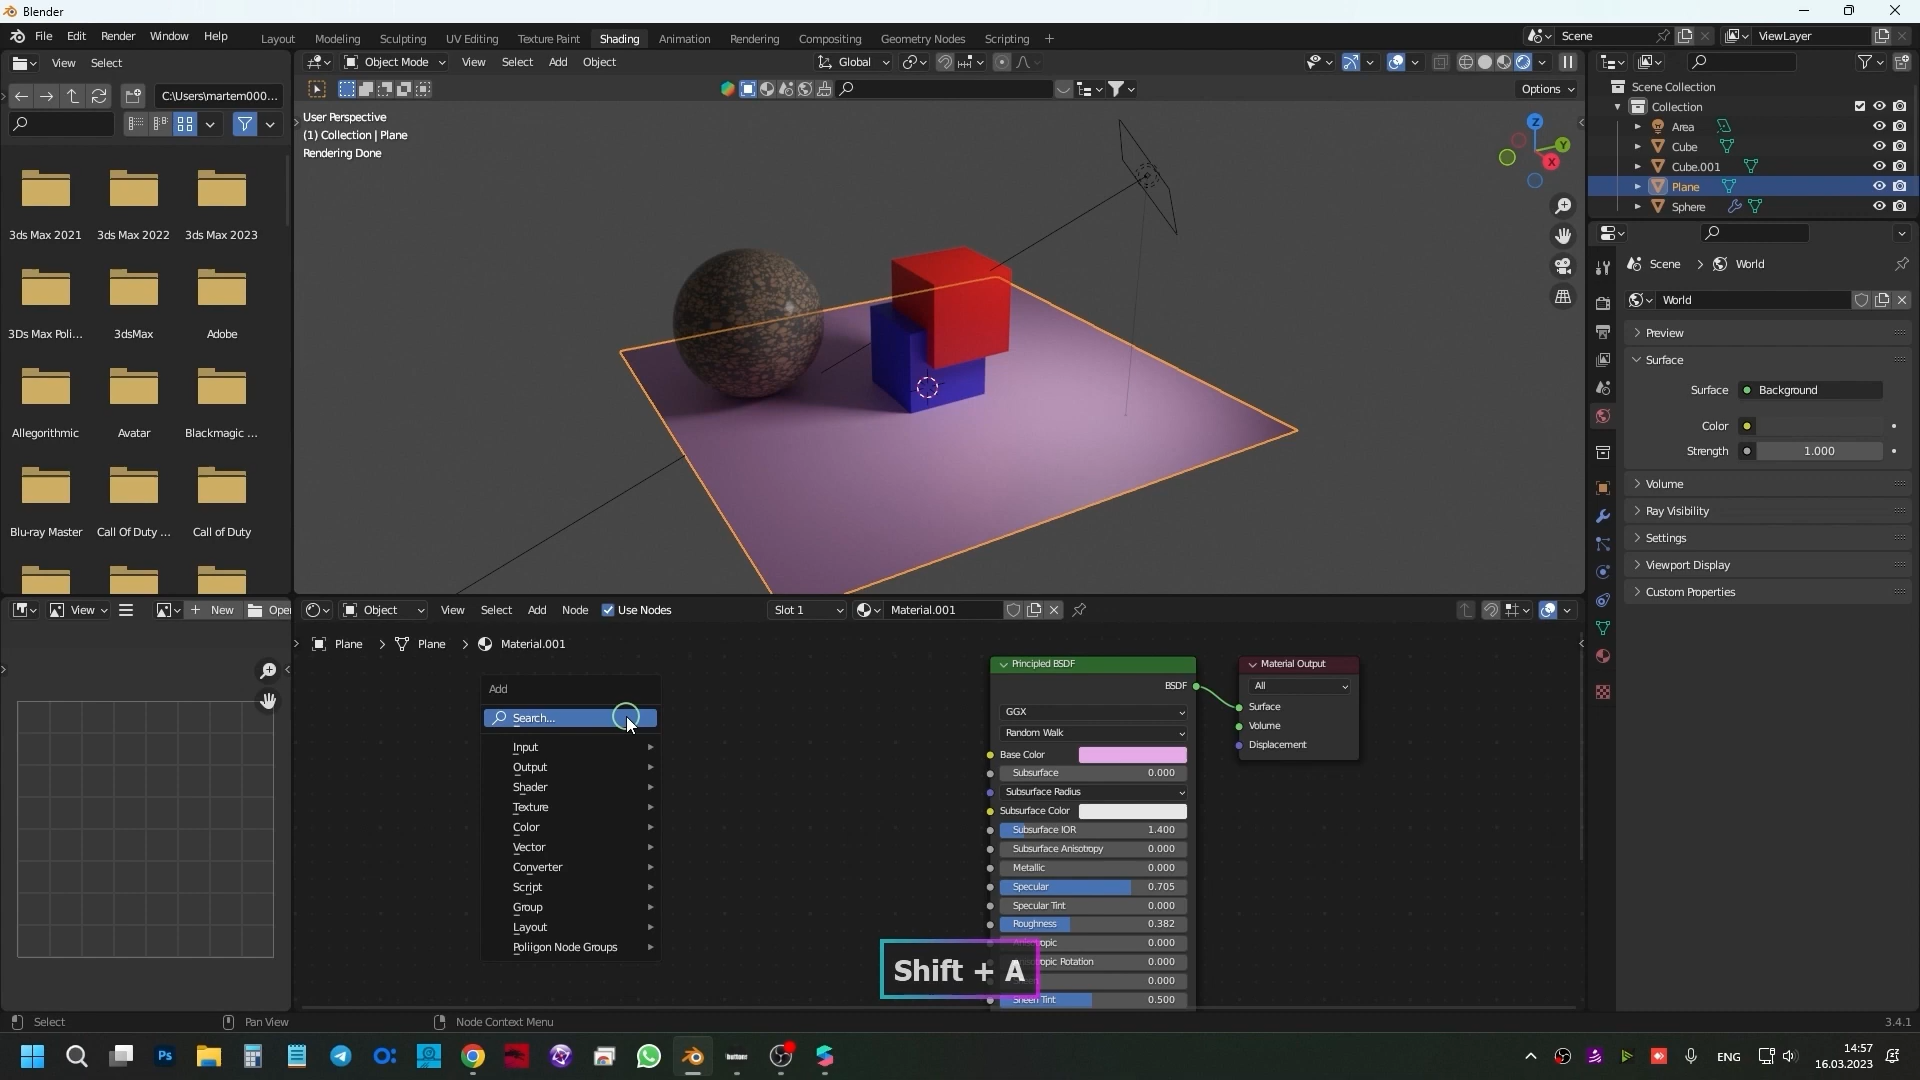 Blender
File Edit Render Window Help
Layout Modeling Sculpting UV Editing Texture Paint Shading Animation Rendering Compositing Geometry Nodes Scripting +
Scene
ViewLayer
View Select
Object Mode View Select Add Object
Global
C:\Users\martem000...
Options
3ds Max 2021 3ds Max 2022 3ds Max 2023
3Ds Max Poli... 3dsMax Adobe
Allegorithmic Avatar Blackmagic ...
Blu-ray Master Call Of Duty ... Call of Duty
User Perspective
(1) Collection | Plane
Rendering Done
Z
Y
X
Scene Collection
Collection
Area
Cube
Cube.001
Plane
Sphere
Scene > World
World
Preview
Surface
Surface Background
Color
Strength 1.000
Volume
Ray Visibility
Settings
Viewport Display
Custom Properties
View + New Open
Object View Select Add Node Use Nodes Slot 1 Material.001
Plane > Plane > Material.001
Add
Search...
Input
Output
Shader
Texture
Color
Vector
Converter
Script
Group
Layout
Poliigon Node Groups
Principled BSDF
BSDF
GGX
Random Walk
Base Color
Subsurface 0.000
Subsurface Radius
Subsurface Color
Subsurface IOR 1.400
Subsurface Anisotropy 0.000
Metallic 0.000
Specular 0.705
Specular Tint 0.000
Roughness 0.382
0.000
0.000
0.000
Sheen Tint 0.500
Material Output
All
Surface
Volume
Displacement
Shift + A
Select
Pan View
Node Context Menu
3.4.1
Ps
ENG
14:57
16.03.2023